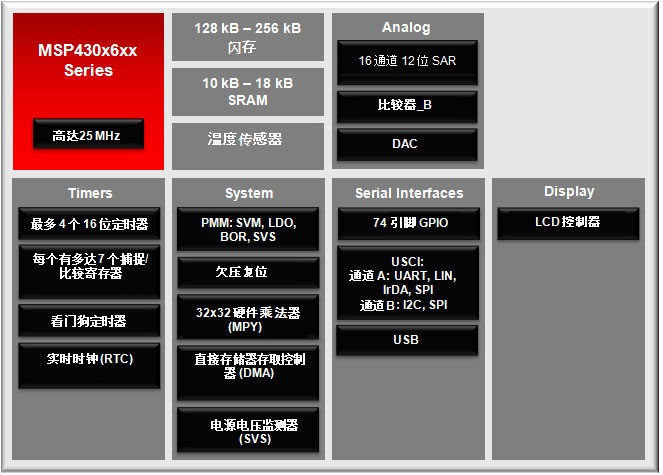 MSP430x6xx
Series
高达25 MHz
128 kB – 256 kB
闪存
10 kB – 18 kB
SRAM
温度传感器
Analog
16 通道 12 位 SAR
比较器_B
DAC
Timers
最多 4 个 16 位定时器
每个有多达 7 个捕捉/
比较寄存器
看门狗定时器
实时时钟 (RTC)
System
PMM: SVM, LDO,
BOR, SVS
欠压复位
32x32 硬件乘法器
(MPY)
直接存储器存取控制
器 (DMA)
电源电压监测器
(SVS)
Serial Interfaces
74 引脚 GPIO
USCI:
通道 A: UART, LIN,
IrDA, SPI
通道 B: I2C, SPI
USB
Display
LCD 控制器